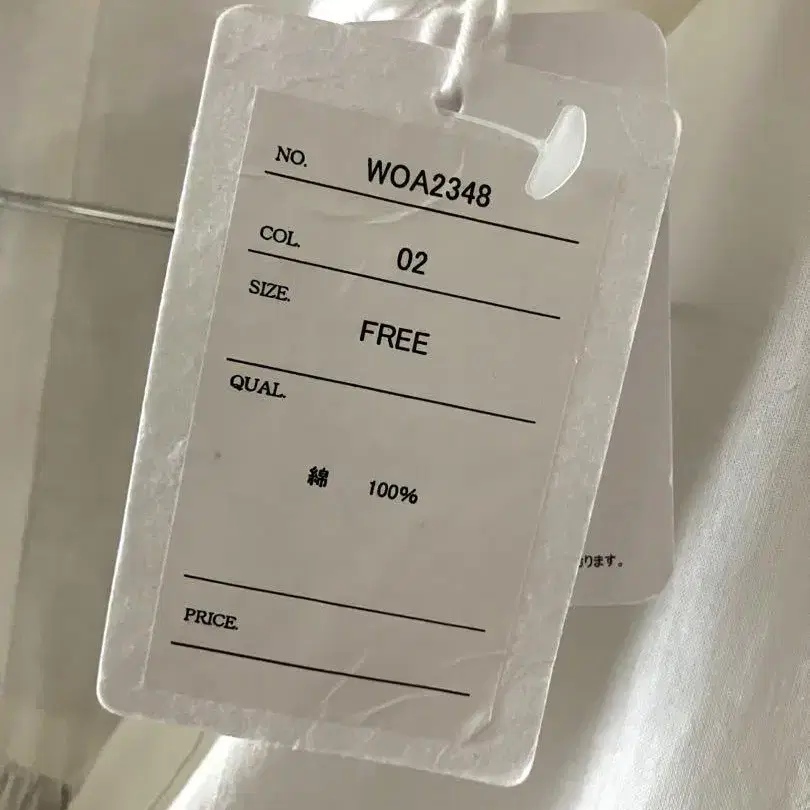 NO. WOA2348
COL. 02
SIZE.
FREE
QUAL.
綿 100%
PRICE.
ります。